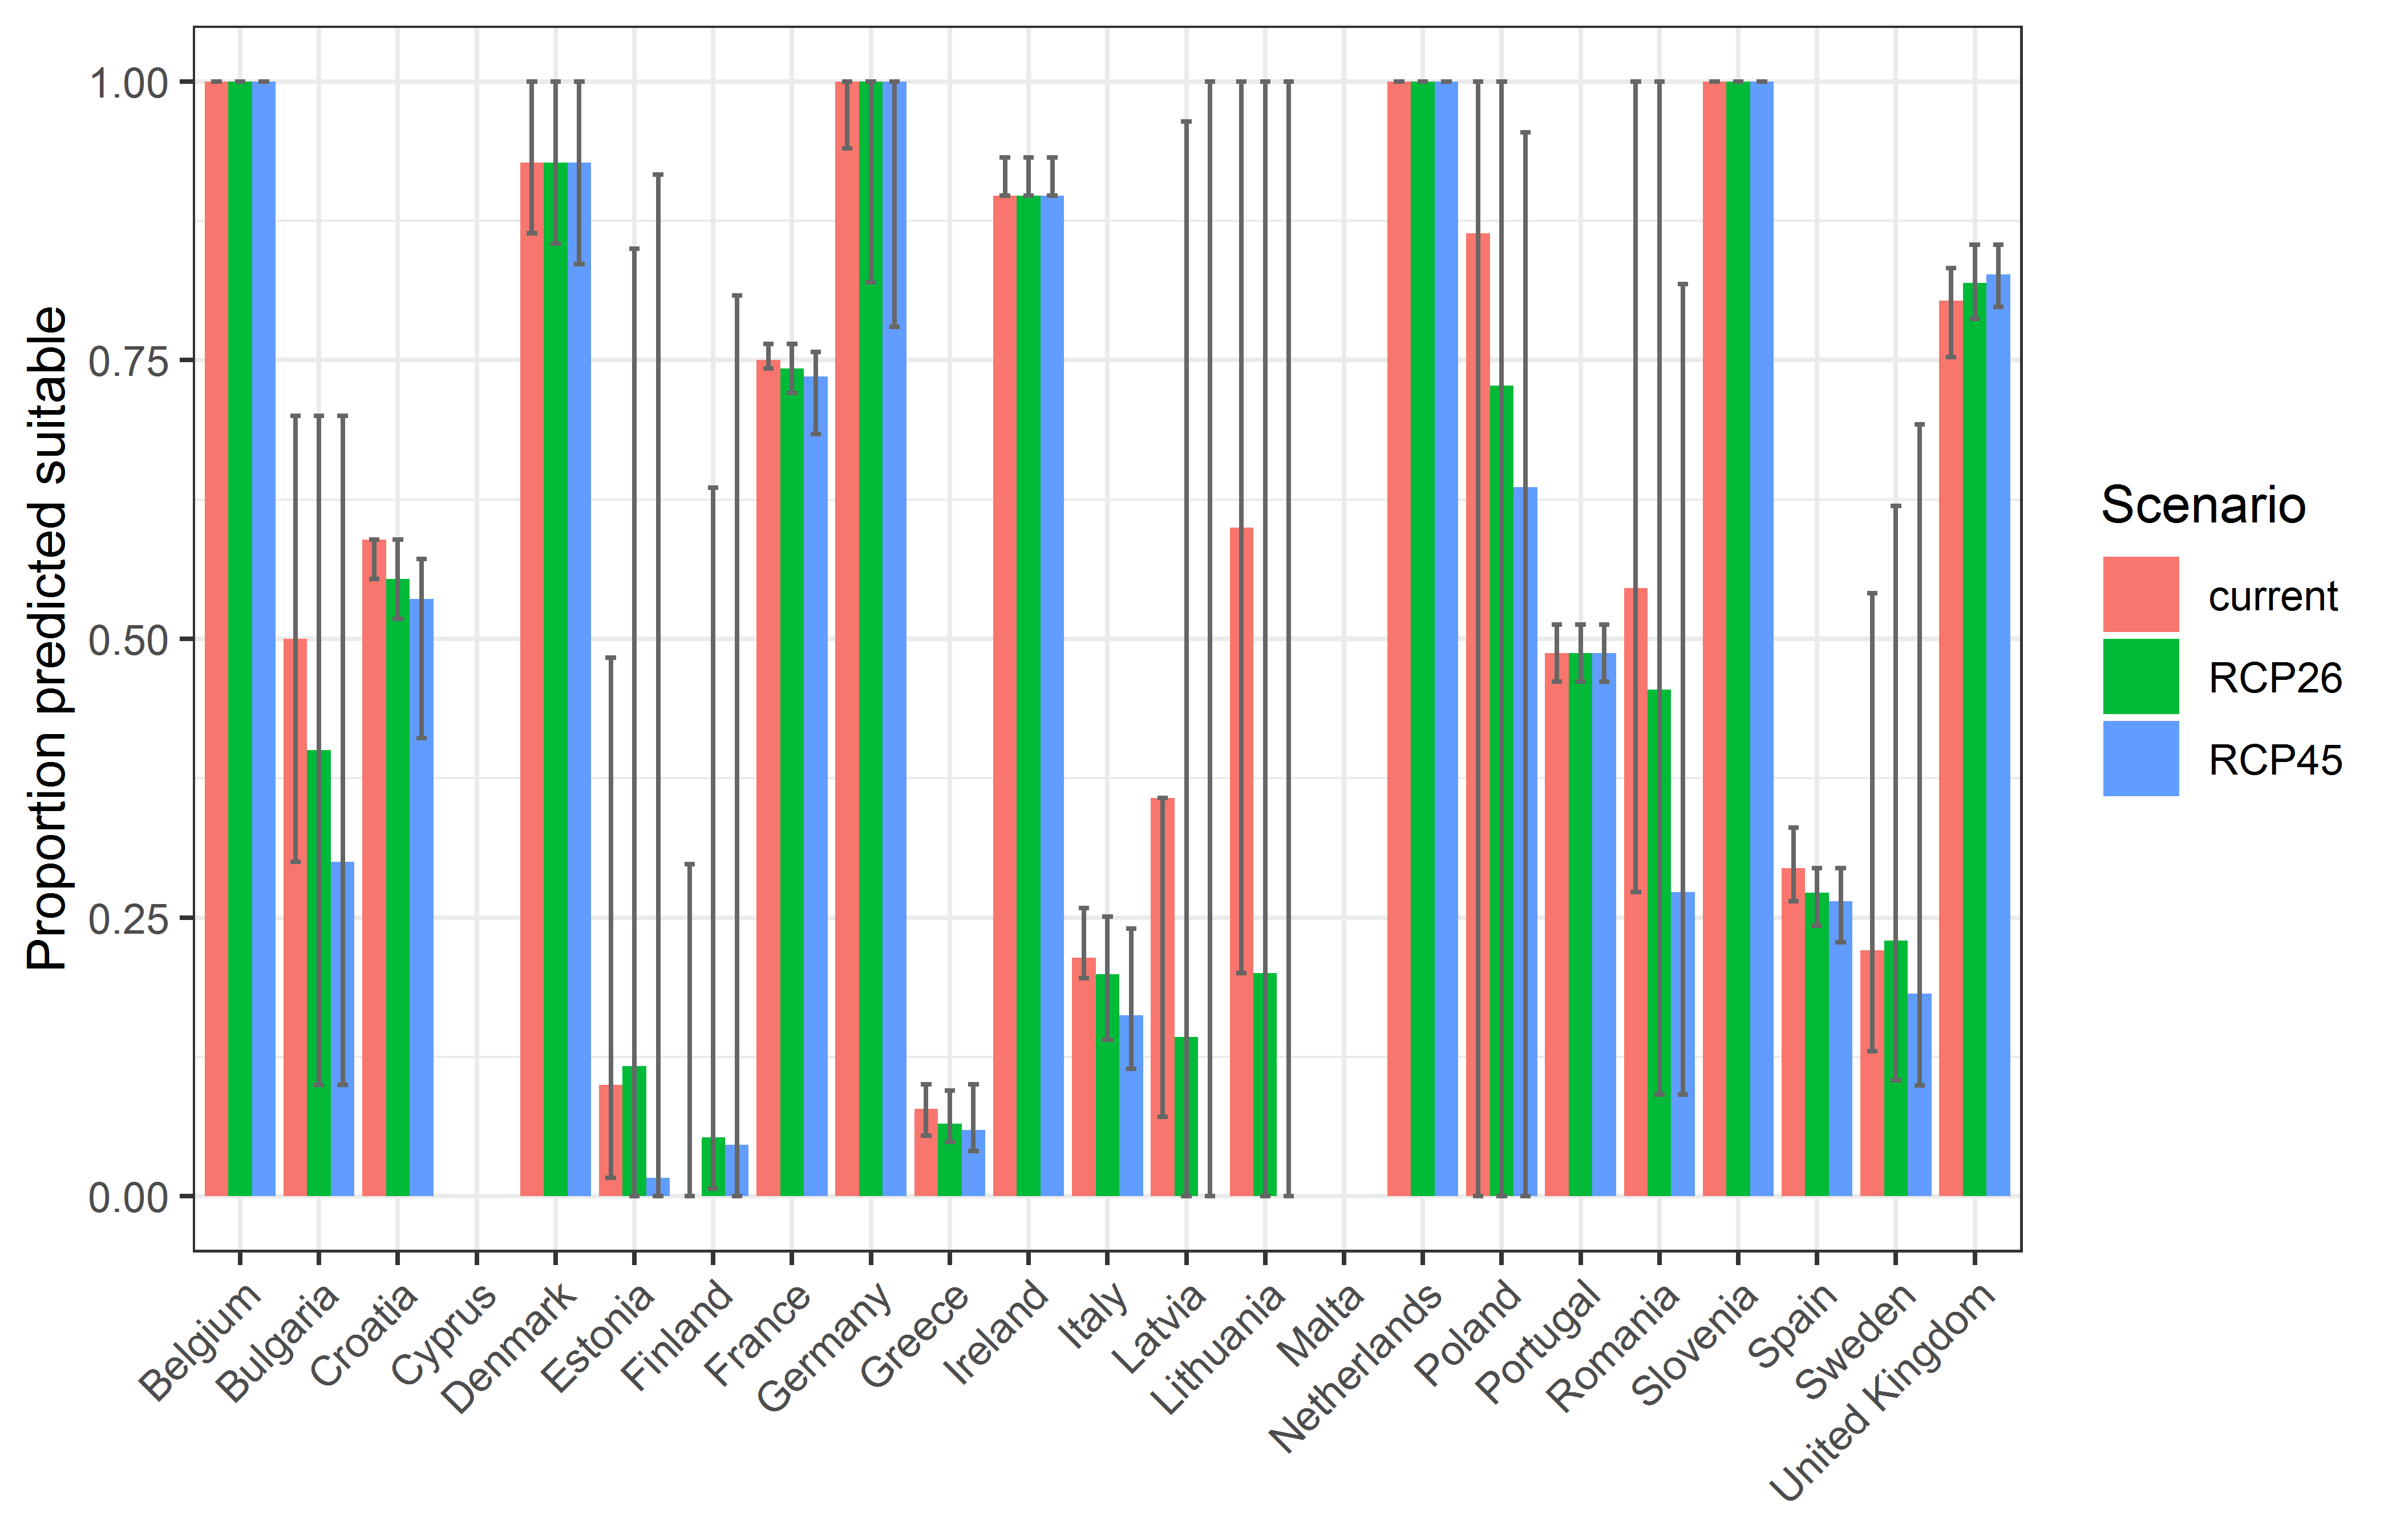 Proportion predicted suitable
1.00
0.75
0.50
0.25
0.00
Belgium
Bulgaria
Croatia
Cyprus
Denmark
Estonia
Finland
France
Germany
Greece
Ireland
Italy
Latvia
Lithuania
Malta
Netherlands
Poland
Portugal
Romania
Slovenia
Spain
Sweden
United Kingdom
Scenario
current
RCP26
RCP45